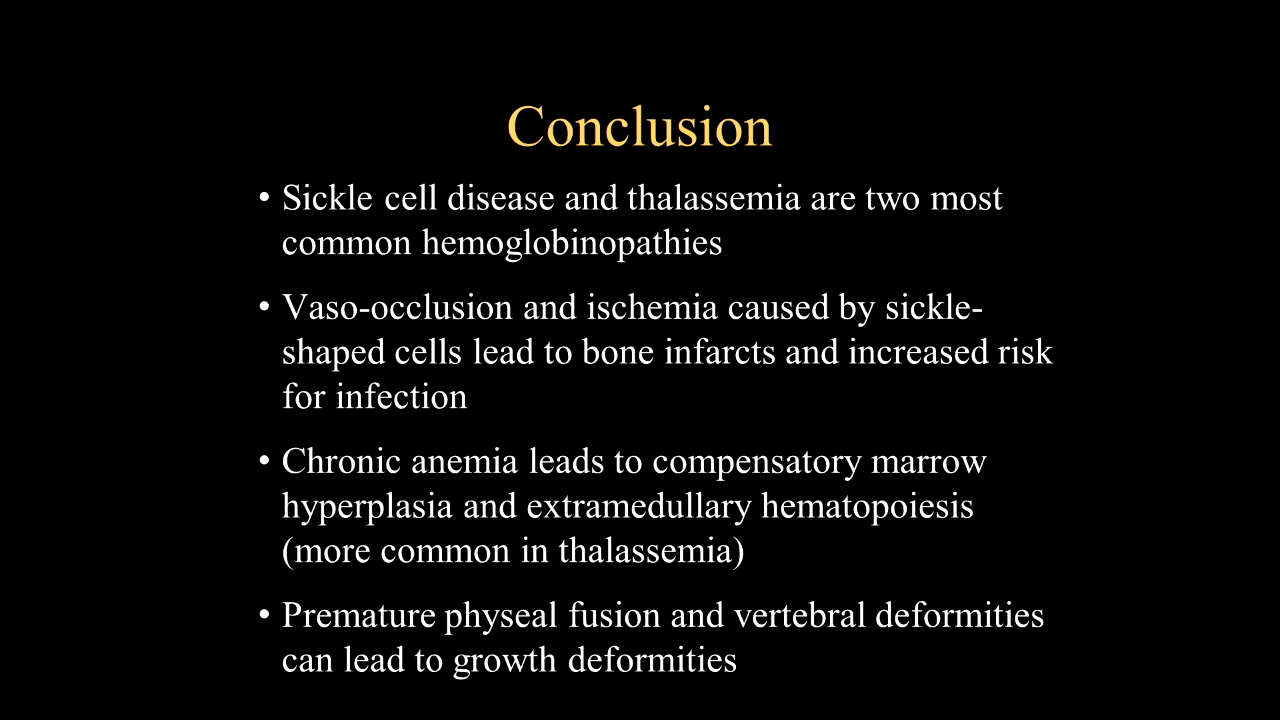 Conclusion
• Sickle cell disease and thalassemia are two most
common hemoglobinopathies
• Vaso-occlusion and ischemia caused by sickle-
shaped cells lead to bone infarcts and increased risk
for infection
• Chronic anemia leads to compensatory marrow
hyperplasia and extramedullary hematopoiesis
(more common in thalassemia)
• Premature physeal fusion and vertebral deformities
can lead to growth deformities